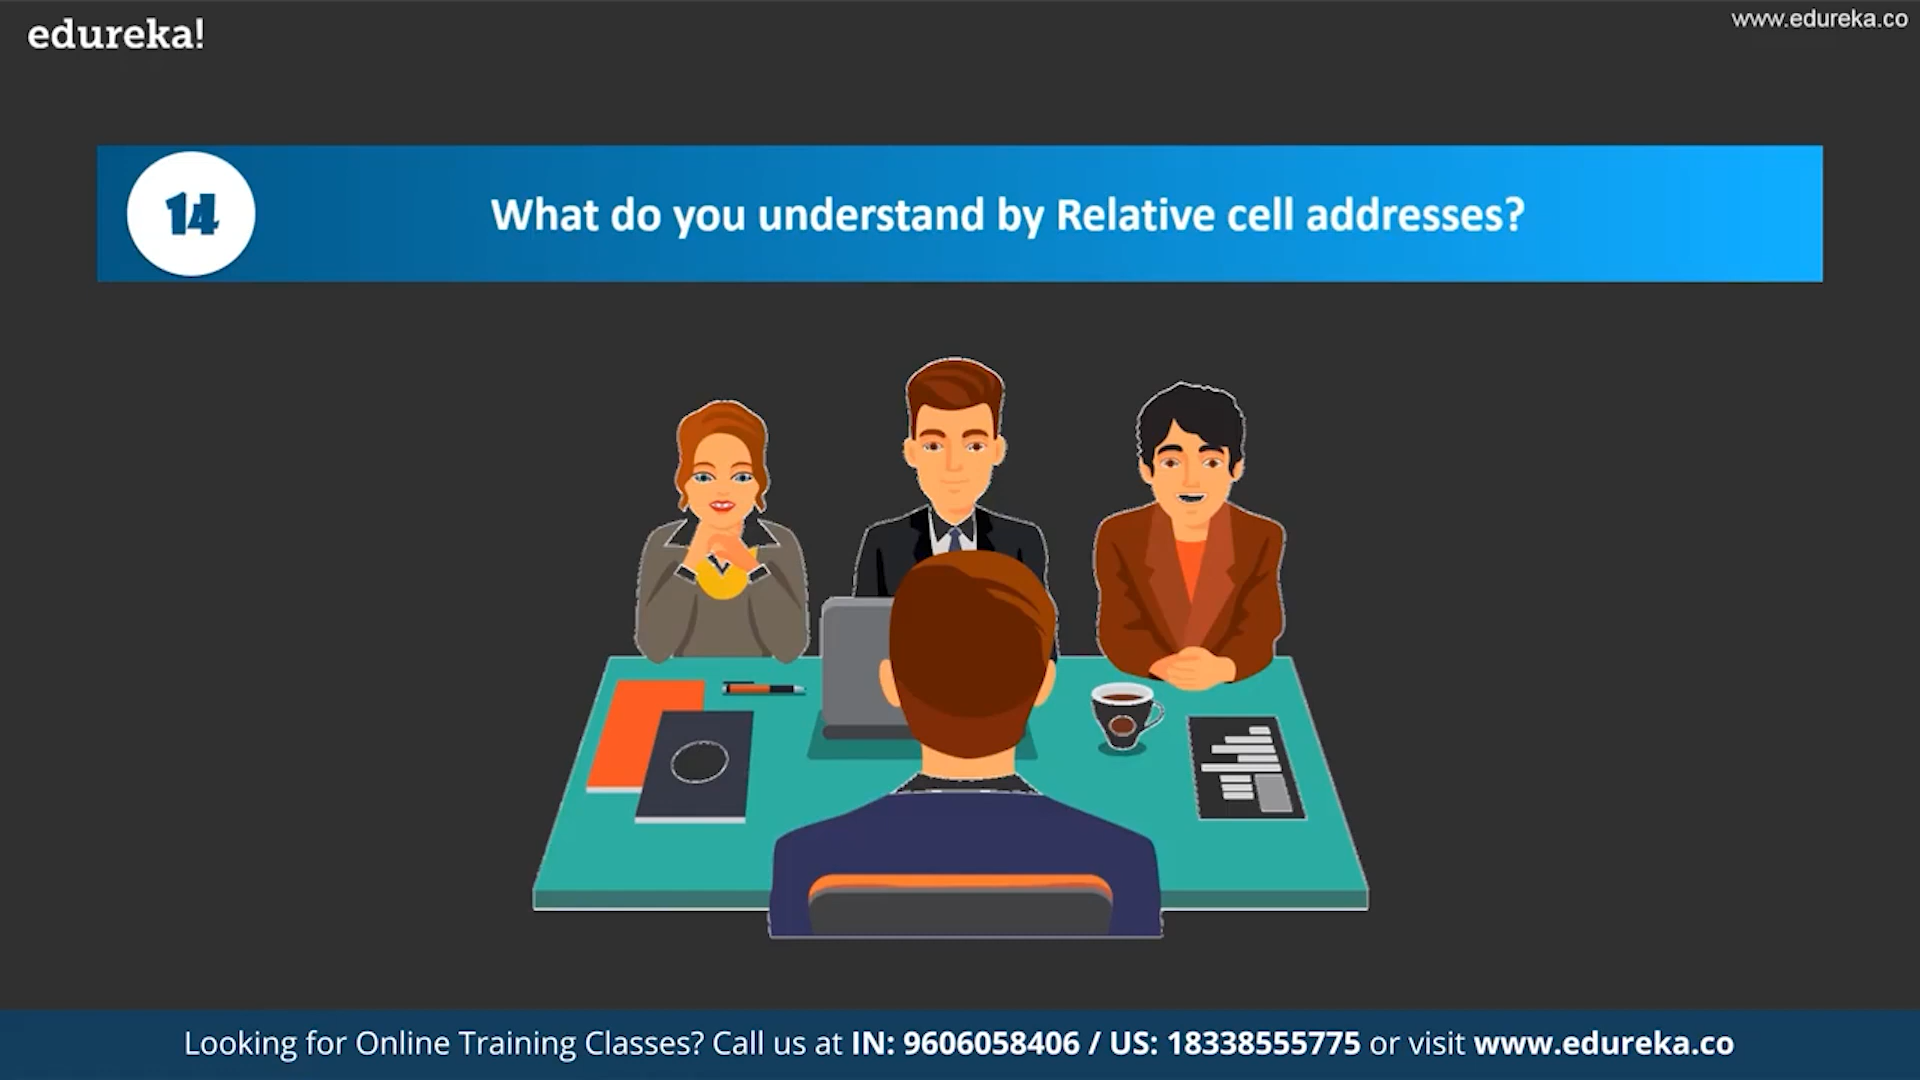 edureka!
www.edureka.co
14
What do you understand by Relative cell addresses?
Looking for Online Training Classes? Call us at IN: 9606058406 / US: 18338555775 or visit www.edureka.co